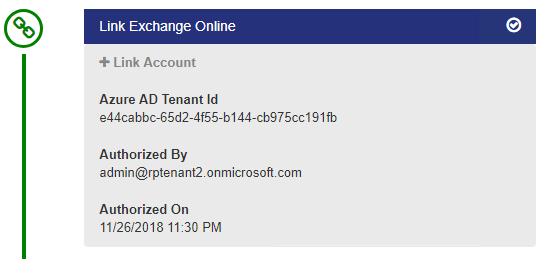 Link Exchange Online
+ Link Account
Azure AD Tenant Id
e44cabbc-65d2-4f55-b144-cb975cc191fb
Authorized By
admin@rptenant2.onmicrosoft.com
Authorized On
11/26/2018 11:30 PM